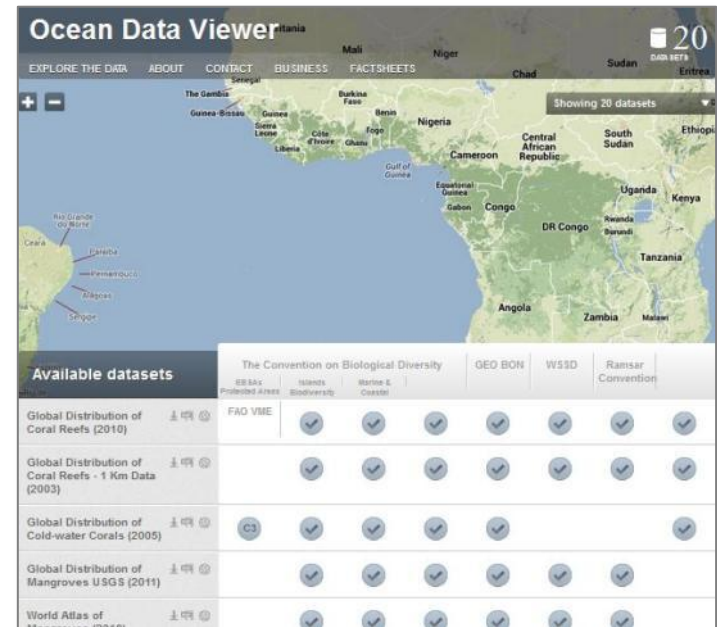 Ocean Data Viewer
20
DATA SETS
EXPLORE THE DATA ABOUT CONTACT BUSINESS FACTSHEETS
Showing 20 datasets
Mali
Niger
Chad
Sudan
Eritrea
Senegal
The Gambia
Burkina Faso
Guinea-Bissau
Guinea
Benin
Nigeria
Sierra Leone
Côte d'Ivoire
Togo
Ghana
Liberia
Cameroon
Central African Republic
South Sudan
Gulf of Guinea
Equatorial Guinea
Gabon
Congo
Uganda
Kenya
DR Congo
Rwanda
Burundi
Tanzania
Rio Grande do Norte
Ceará
Paraíba
Pernambuco
Alagoas
Sergipe
Angola
Zambia
Malawi
Available datasets
The Convention on Biological Diversity
GEO BON
WSSD
Ramsar Convention
EBSAs
Protected Areas
Islands
Biodiversity
Marine &
Coastal
Global Distribution of
Coral Reefs (2010)
FAO VME
Global Distribution of
Coral Reefs - 1 Km Data
(2003)
Global Distribution of
Cold-water Corals (2005)
C3
Global Distribution of
Mangroves USGS (2011)
World Atlas of